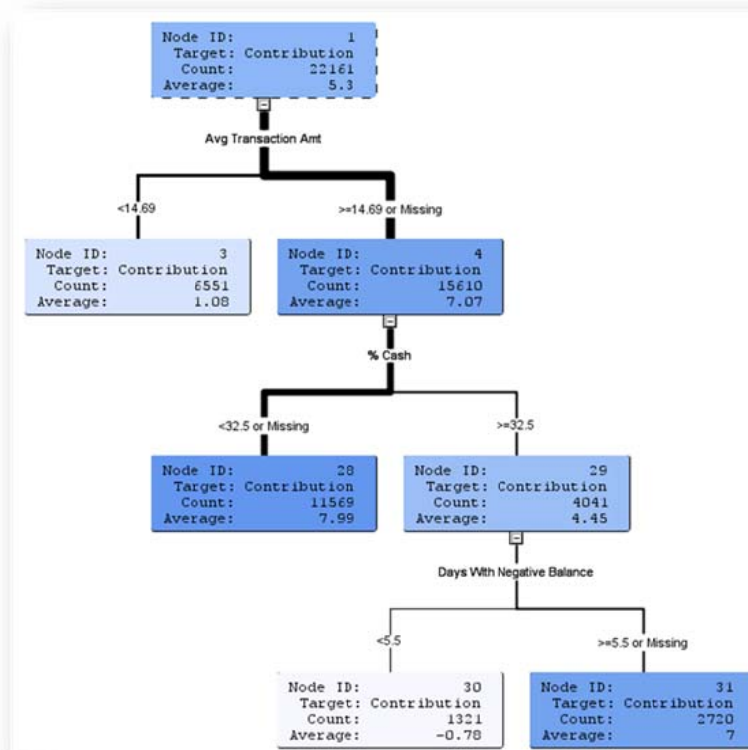 Node ID: 1
Target: Contribution
Count: 22161
Average: 5.3
Avg Transaction Amt
<14.69
>=14.69 or Missing
Node ID: 3
Target: Contribution
Count: 6551
Average: 1.08
Node ID: 4
Target: Contribution
Count: 15610
Average: 7.07
% Cash
<32.5 or Missing
>=32.5
Node ID: 28
Target: Contribution
Count: 11569
Average: 7.99
Node ID: 29
Target: Contribution
Count: 4041
Average: 4.45
Days With Negative Balance
<5.5
>=5.5 or Missing
Node ID: 30
Target: Contribution
Count: 1321
Average: -0.78
Node ID: 31
Target: Contribution
Count: 2720
Average: 7